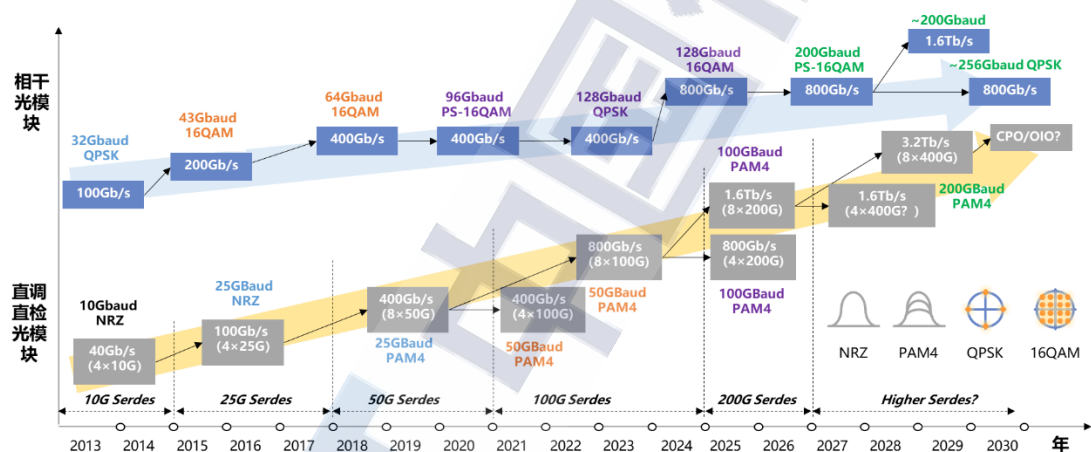 ~200Gbaud
1.6Tb/s
128Gbaud
16QAM
800Gb/s
200Gbaud
PS-16QAM
800Gb/s
~256Gbaud QPSK
800Gb/s
相干
光模
块
64Gbaud
16QAM
400Gb/s
96Gbaud
PS-16QAM
400Gb/s
128Gbaud
QPSK
400Gb/s
43Gbaud
16QAM
200Gb/s
32Gbaud
QPSK
100Gb/s
CPO/OIO?
3.2Tb/s
(8×400G)
100GBaud
PAM4
1.6Tb/s
(8×200G)
1.6Tb/s
(4×400G? )
200GBaud
PAM4
800Gb/s
(8×100G)
50GBaud
PAM4
800Gb/s
(4×200G)
100GBaud
PAM4
直调
直检
光模
块
10Gbaud
NRZ
40Gb/s
(4×10G)
25GBaud
NRZ
100Gb/s
(4×25G)
400Gb/s
(8×50G)
25GBaud
PAM4
400Gb/s
(4×100G)
50GBaud
PAM4
NRZ
PAM4
QPSK
16QAM
10G Serdes
25G Serdes
50G Serdes
100G Serdes
200G Serdes
Higher Serdes?
2013 2014 2015 2016 2017 2018 2019 2020 2021 2022 2023 2024 2025 2026 2027 2028 2029 2030 年